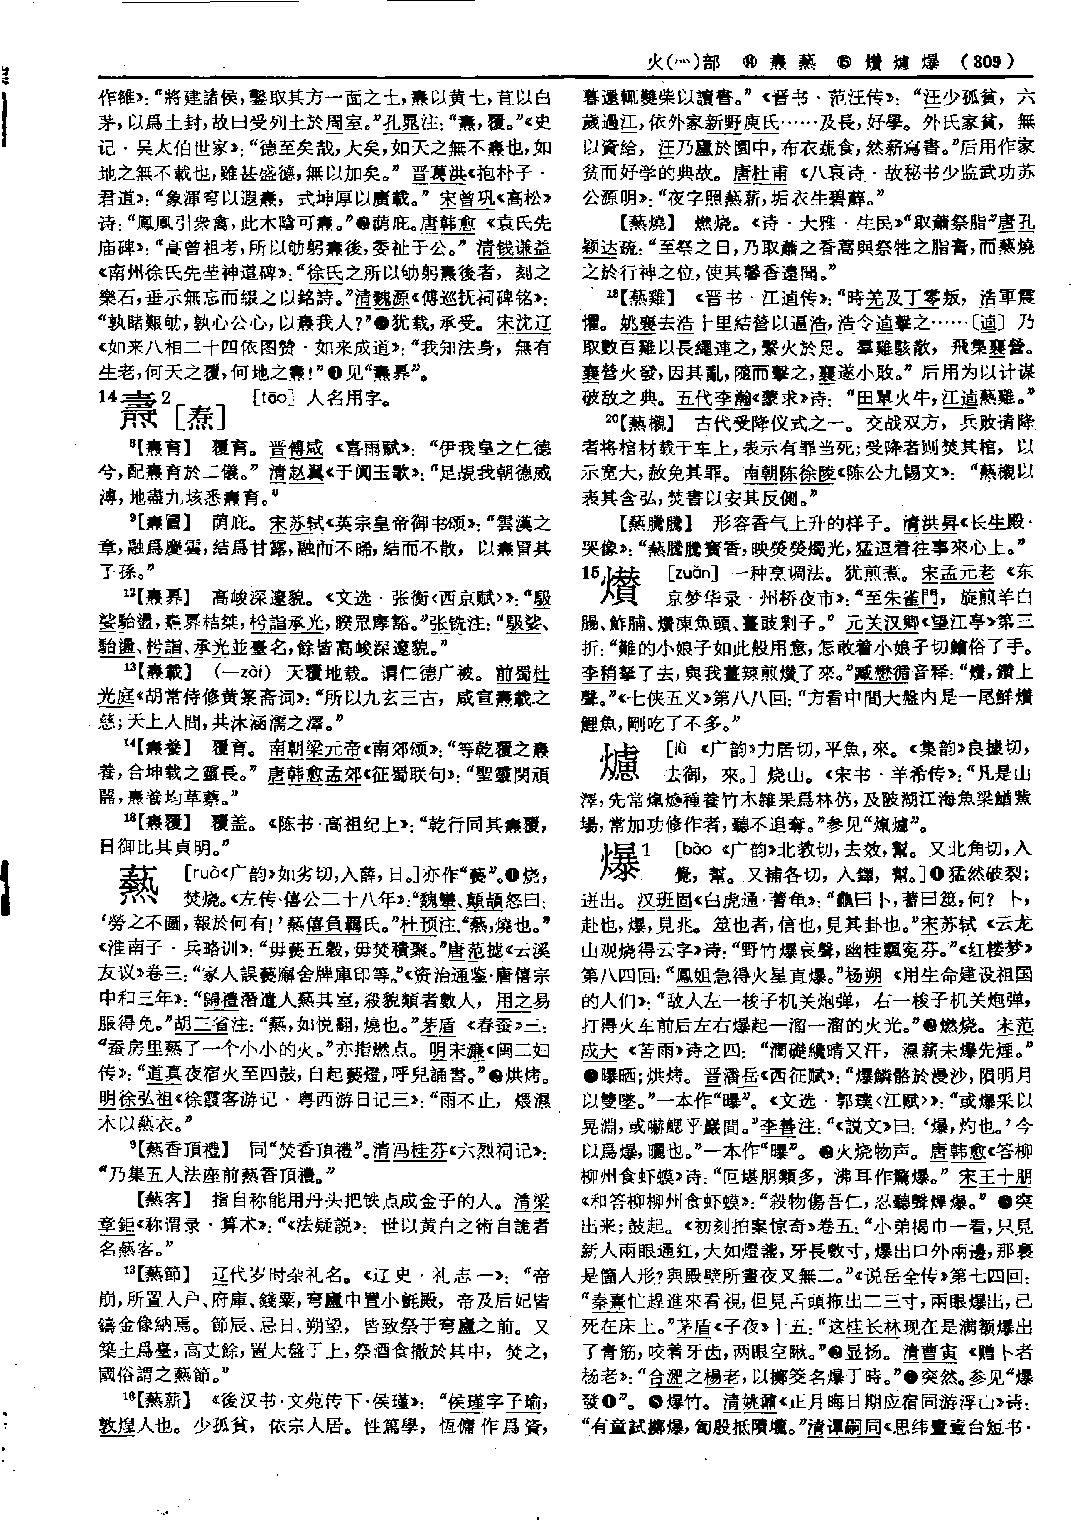 火(灬)部 ⑭ 燾 爇 ⑮ 爦 爈 爆 (309)
作雒》:“將建諸侯,鑿取其方一面之土,燾以黄土,苴以白
茅,以爲土封,故曰受列土於周室。”孔晁注:“燾,覆。”《史
记·吴太伯世家》:“德至矣哉,大矣,如天之無不燾也,如
地之無不載也,雖甚盛德,無以加矣。” 晋葛洪《抱朴子·
君道》:“象渾穹以遐燾,式坤厚以廣載。” 宋曾巩《高松》
诗:“鳳凰引衆禽,此木陰可燾。”❷荫庇。唐韩愈《袁氏先
庙碑》:“高曾祖考,所以劬躬燾後,委祉于公。” 清钱谦益
《南州徐氏先茔神道碑》:“徐氏之所以劬躬燾後者,刻之
樂石,垂示無忘而綴之以銘詩。”清魏源《傅巡抚祠碑铭》:
“孰睹艱劬,孰心公心,以燾我人?”❸犹载,承受。宋沈辽
《如来八相二十四依图赞·如来成道》:“我知法身,無有
生老,何天之覆,何地之燾!”❹见“燾奡”。
14燾2[焘] [tāo] 人名用字。
8【燾育】 覆育。晋傅咸《喜雨赋》:“伊我皇之仁德
兮,配燾育於二儀。” 清赵翼《于阗玉歌》:“足覘我朝德威
溥,地盡九垓悉燾育。”
9【燾冒】 荫庇。宋苏轼《英宗皇帝御书颂》:“雲漢之
章,融爲慶雲,結爲甘露,融而不晞,結而不散,以燾冒其
子孫。”
12【燾奡】 高峻深邃貌。《文选·张衡<西京赋>》:“馺
娑駘盪,燾奡桔桀,枍詣承光,睽罛庨豁。”张铣注:“馺娑、
駘盪、枍詣、承光並臺名,餘皆高峻深邃貌。”
13【燾載】 (—zài) 天覆地载。谓仁德广被。前蜀杜
光庭《胡常侍修黄箓斋词》:“所以九玄三古,咸宣燾載之
慈;天上人間,共沐涵濡之澤。”
14【燾養】 覆育。南朝梁元帝《南郊颂》:“等乾覆之燾
養,合坤載之靈長。” 唐韩愈孟郊《征蜀联句》:“聖靈閔頑
嚚,燾養均草蔡。”
18【燾覆】 覆盖。《陈书·高祖纪上》:“乾行同其燾覆,
日御比其貞明。”
爇 [ruò《广韵》如劣切,入薛,日。]亦作“焫”。❶烧,
焚烧。《左传·僖公二十八年》:“魏犨、顛頡怒曰:
‘勞之不圖,報於何有!’爇僖負羈氏。”杜预注:“爇,燒也。”
《淮南子·兵略训》:“毋爇五穀,毋焚積聚。”唐范摅《云溪
友议》卷三:“家人誤爇廨舍牌庫印等。”《资治通鉴·唐僖宗
中和三年》:“歸禮潛遣人爇其室,殺貌類者數人,用之易
服得免。”胡三省注:“爇,如悦翻,燒也。”茅盾《春蚕》三:
“蚕房里爇了一个小小的火。”亦指燃点。明宋濂《闽二妇
传》:“道真夜宿火至四鼓,白起爇燈,呼兒誦書。”❷烘烤。
明徐弘祖《徐霞客游记·粤西游日记三》:“雨不止,煨濕
木以爇衣。”
9【爇香頂禮】 同“焚香頂禮”。清冯桂芬《六烈祠记》:
“乃集五人法座前爇香頂禮。”
【爇客】 指自称能用丹头把铁点成金子的人。清梁
章鉅《称谓录·算术》:“《法疑説》:世以黄白之術自詭者
名爇客。”
13【爇節】 辽代岁时杂礼名。《辽史·礼志一》:“帝
崩,所置人户、府庫、錢粟,穹廬中置小氈殿,帝及后妃皆
鑄金像納焉。節辰、忌日、朔望,皆致祭于穹廬之前。又
築土爲臺,高丈餘,置大盤于上,祭酒食撒於其中,焚之,
國俗謂之爇節。”
16【爇薪】 《後汉书·文苑传下·侯瑾》:“侯瑾字子瑜,
敦煌人也。少孤貧,依宗人居。性篤學,恆傭作爲資,
暮還輒㸐柴以讀書。”《晋书·范汪传》:“汪少孤貧,六
歲過江,依外家新野庾氏……及長,好學。外氏家貧,無
以資給,汪乃廬於園中,布衣蔬食,然薪寫書。”后用作家
贫而好学的典故。唐杜甫《八哀诗·故秘书少监武功苏
公源明》:“夜字照爇薪,垢衣生碧蘚。”
【爇燒】 燃烧。《诗·大雅·生民》“取蕭祭脂”唐孔
颖达疏:“至祭之日,乃取蕭之香蒿與祭牲之脂膏,而爇燒
之於行神之位,使其馨香遠聞。”
18【爇雞】 《晋书·江逌传》:“時羌及丁零叛,浩軍震
懼。姚襄去浩十里結營以逼浩,浩令逌擊之……〔逌〕乃
取數百雞以長繩連之,繫火於足。羣雞駭散,飛集襄營。
襄營火發,因其亂,隨而擊之,襄遂小敗。” 后用为以计谋
破敌之典。五代李瀚《蒙求》诗:“田單火牛,江逌爇雞。”
20【爇櫬】 古代受降仪式之一。交战双方,兵败请降
者将棺材载于车上,表示有罪当死;受降者则焚其棺,以
示宽大,赦免其罪。南朝陈徐陵《陈公九锡文》:“爇櫬以
表其含弘,焚書以安其反側。”
【爇騰騰】 形容香气上升的样子。清洪昇《长生殿·
哭像》:“爇騰騰寶香,映熒熒燭光,猛逗着往事來心上。”
15爦 [zuǎn] 一种烹调法。犹煎煮。宋孟元老《东
京梦华录·州桥夜市》:“至朱雀門,旋煎羊白
腸、鮓脯、爦凍魚頭、薑豉剿子。” 元关汉卿《望江亭》第三
折:“難的小娘子如此般用意,怎敢着小娘子切鱠俗了手。
李稍拏了去,與我薑辣煎爦了來。”臧懋循音释:“爦,鑽上
聲。”《七侠五义》第八八回:“方看中間大盤内是一尾鮮爦
鯉魚,剛吃了不多。”
爈 [lǜ 《广韵》力居切,平魚,來。《集韵》良據切,
去御,來。] 烧山。《宋书·羊希传》:“凡是山
澤,先常熂爈種養竹木雜果爲林仍,及陂湖江海魚梁鰌鮆
場,常加功修作者,聽不追奪。”参见“熂爈”。
爆1 [bào 《广韵》北教切,去效,幫。又北角切,入
覺,幫。又補各切,入鐸,幫。]❶猛然破裂;
迸出。汉班固《白虎通·蓍龟》:“龜曰卜,蓍曰筮,何?卜,
赴也,爆,見兆。筮也者,信也,見其卦也。”宋苏轼《云龙
山观烧得云字》诗:“野竹爆哀聲,幽桂飄冤芬。”《红楼梦》
第八四回:“鳳姐急得火星直爆。”杨朔《用生命建设祖国
的人们》:“敌人左一梭子机关炮弹,右一梭子机关炮弹,
打得火车前后左右爆起一溜一溜的火光。”❷燃烧。宋范
成大《苦雨》诗之四:“潤礎纔晴又汗,濕薪未爆先煙。”
❸曝晒;烘烤。晋潘岳《西征赋》:“爆鱗骼於漫沙,隕明月
以雙墜。”一本作“曝”。《文选·郭璞<江赋>》:“或爆采以
晃淵,或嚇鰓乎巖間。”李善注:“《説文》曰:‘爆,灼也。’今
以爲爆,曬也。”一本作“曝”。❹火烧物声。唐韩愈《答柳
柳州食虾蟆》诗:“叵堪朋類多,沸耳作驚爆。” 宋王十朋
《和答柳柳州食虾蟆》:“殺物傷吾仁,忍聽聲燁爆。” ❺突
出来;鼓起。《初刻拍案惊奇》卷五:“小弟揭巾一看,只見
新人兩眼通红,大如燈盞,牙長數寸,爆出口外兩邊,那裏
是箇人形?與殿壁所畫夜叉無二。”《说岳全传》第七四回:
“秦熹忙趕進來看視,但見舌頭拖出二三寸,兩眼爆出,已
死在床上。”茅盾《子夜》十五:“这桂长林现在是满额爆出
了青筋,咬着牙齿,两眼空瞅。”❻显扬。清曹寅《赠卜者
杨老》:“合淝之楊老,以擲筊名爆丁時。”❼突然。参见“爆
發❶”。❽爆竹。清姚鼐《正月晦日期应宿同游浮山》诗:
“有童試擲爆,匐殷抵隤墻。”清谭嗣同《思纬氤氲台短书·